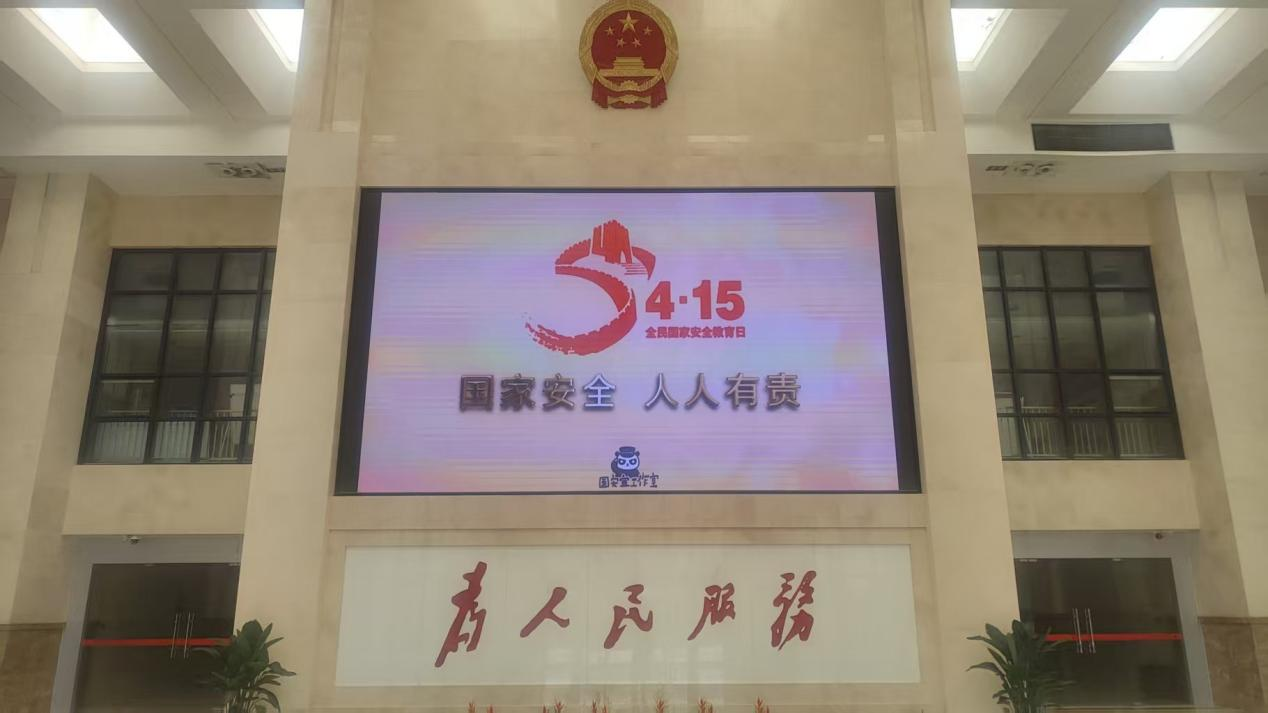 4·15
全民国家安全教育日
国家安全 人人有责
国安宣工作室
为人民服务